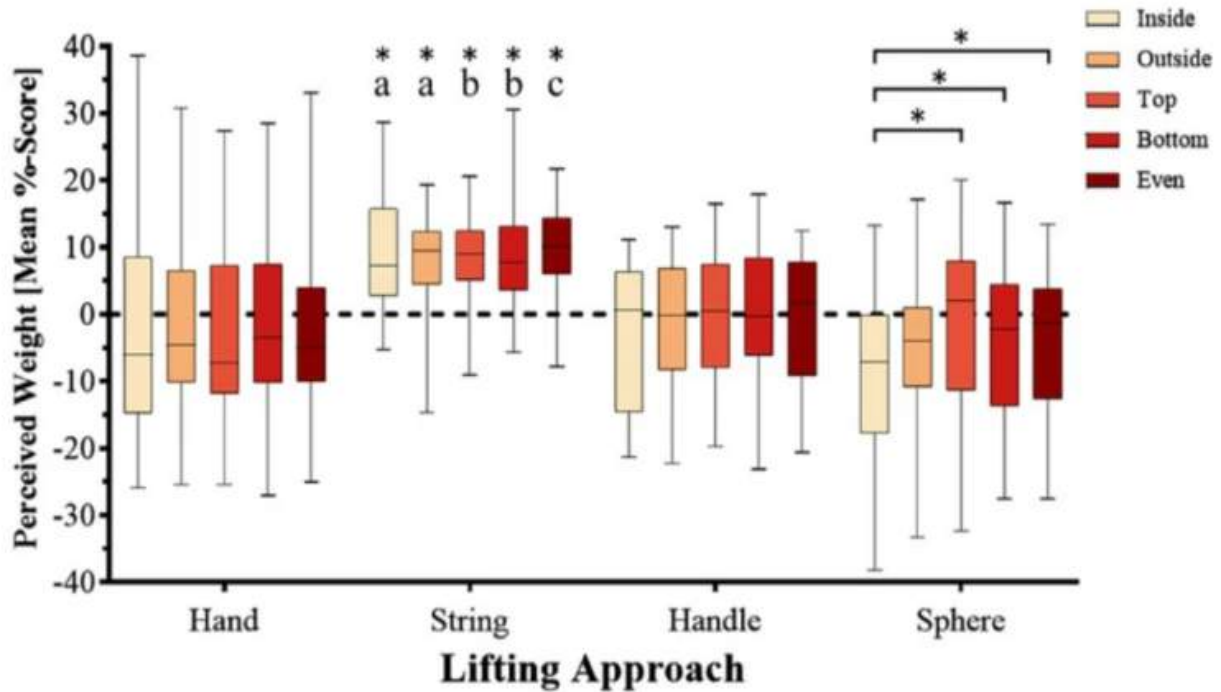 Inside
Outside
Top
Bottom
Even
Perceived Weight [Mean %-Score]
40
30
20
10
0
-10
-20
-30
-40
* * * * *
a a b b c
*
*
*
Hand String Handle Sphere
Lifting Approach